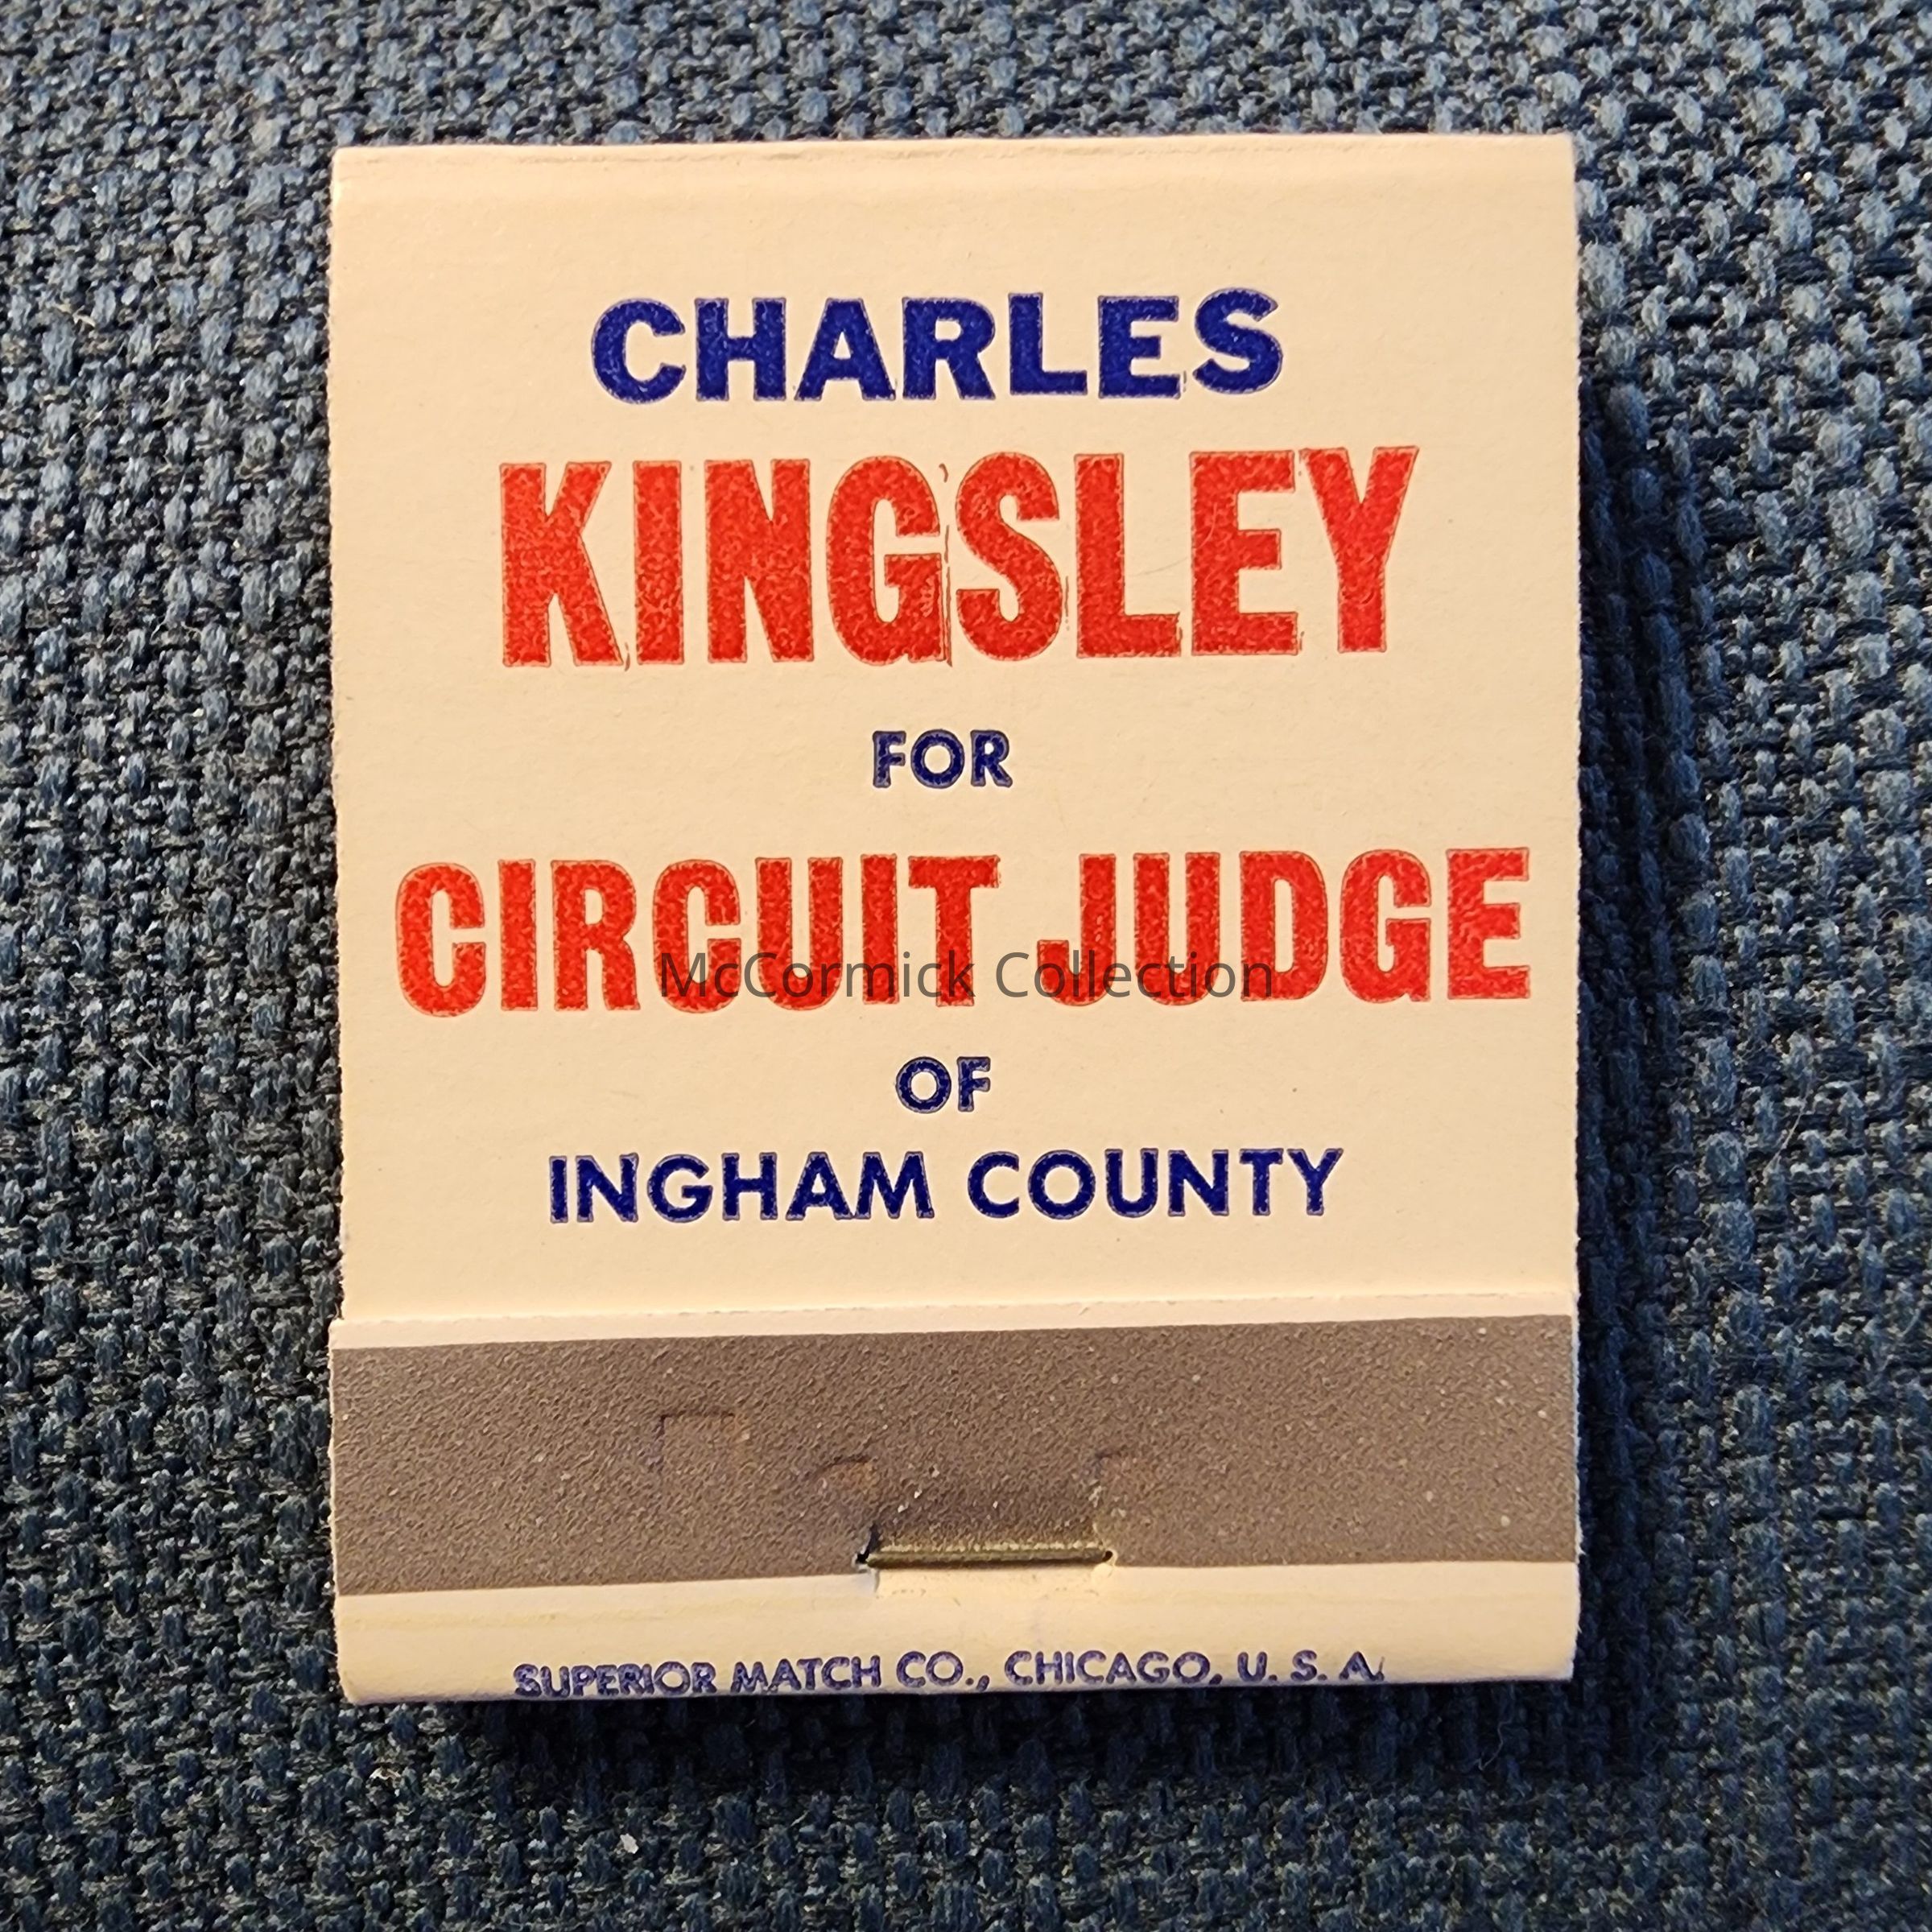 CHARLES
KINGSLEY
FOR
CIRCUIT JUDGE
McCormick Collection
OF
INGHAM COUNTY
SUPERIOR MATCH CO., CHICAGO, U. S. A.